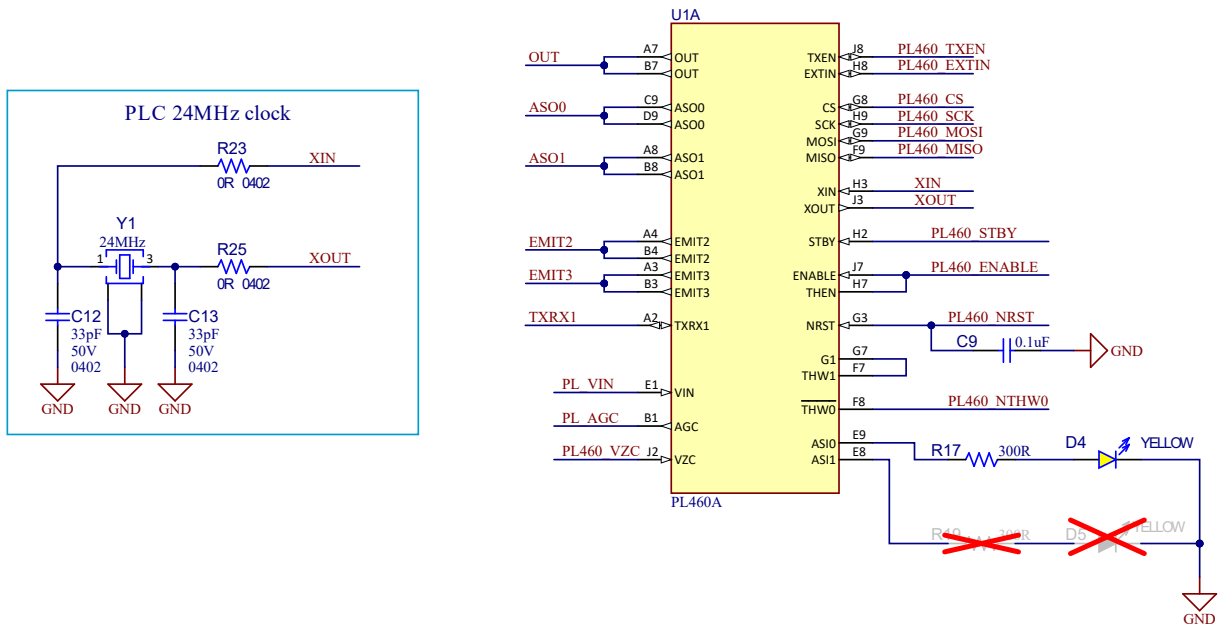 PLC 24MHz clock
R23
0R 0402
XIN
Y1
24MHz
1
3
R25
0R 0402
XOUT
C12
33pF
50V
0402
C13
33pF
50V
0402
GND
GND
GND
U1A
OUT
A7
OUT
B7
OUT
ASO0
C9
ASO0
D9
ASO0
ASO1
A8
ASO1
B8
ASO1
EMIT2
A4
EMIT2
B4
EMIT2
EMIT3
A3
EMIT3
B3
EMIT3
TXRX1
A2
TXRX1
PL_VIN
E1
VIN
PL_AGC
B1
AGC
PL460_VZC
J2
VZC
PL460A
TXEN
J8
PL460_TXEN
EXTIN
H8
PL460_EXTIN
CS
G8
PL460_CS
SCK
H9
PL460_SCK
MOSI
G9
PL460_MOSI
MISO
F9
PL460_MISO
XIN
H3
XIN
XOUT
J3
XOUT
STBY
H2
PL460_STBY
ENABLE
J7
PL460_ENABLE
THEN
H7
NRST
G3
PL460_NRST
C9
0.1uF
GND
G1
G7
THW1
F7
THW0
F8
PL460_NTHW0
ASI0
E9
ASI1
E8
R17
300R
D4
YELLOW
R19
300R
D5
YELLOW
GND